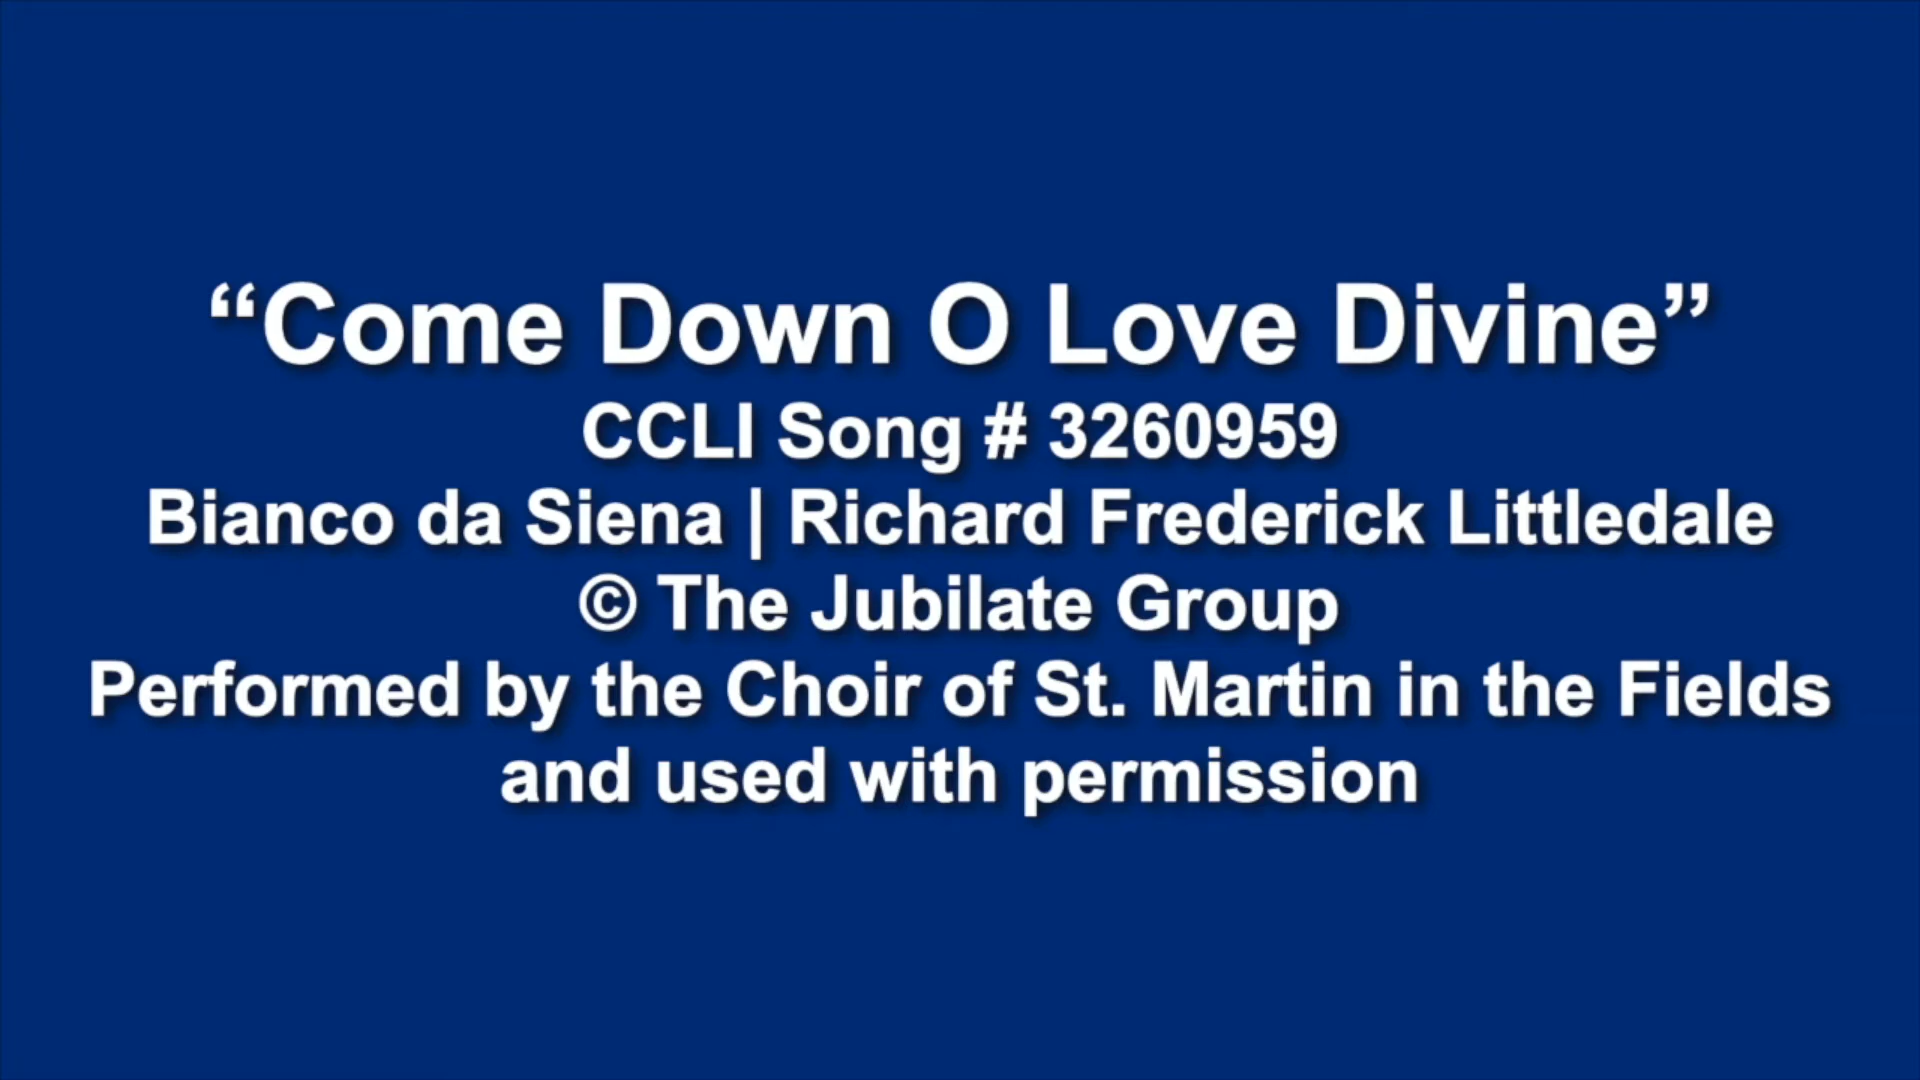 “Come Down O Love Divine”
CCLI Song # 3260959
Bianco da Siena | Richard Frederick Littledale
© The Jubilate Group
Performed by the Choir of St. Martin in the Fields
and used with permission